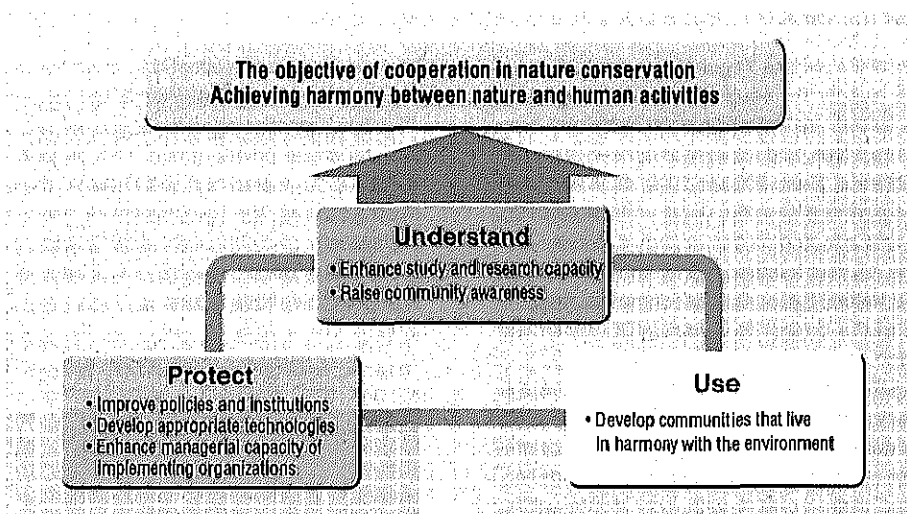 The objective of cooperation in nature conservation
Achieving harmony between nature and human activities
Understand
• Enhance study and research capacity
• Raise community awareness
Protect
• Improve policies and institutions
• Develop appropriate technologies
• Enhance managerial capacity of
implementing organizations
Use
• Develop communities that live
in harmony with the environment